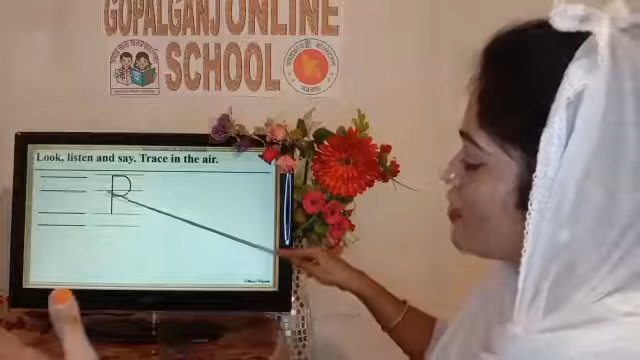 GOPALGANJ ONLINE
SCHOOL
Look, listen and say. Trace in the air.
P